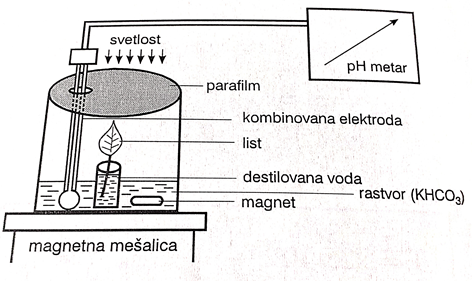 svetlost
pH metar
parafilm
kombinovana elektroda
list
destilovana voda
rastvor (KHCO₃)
magnet
magnetna mešalica